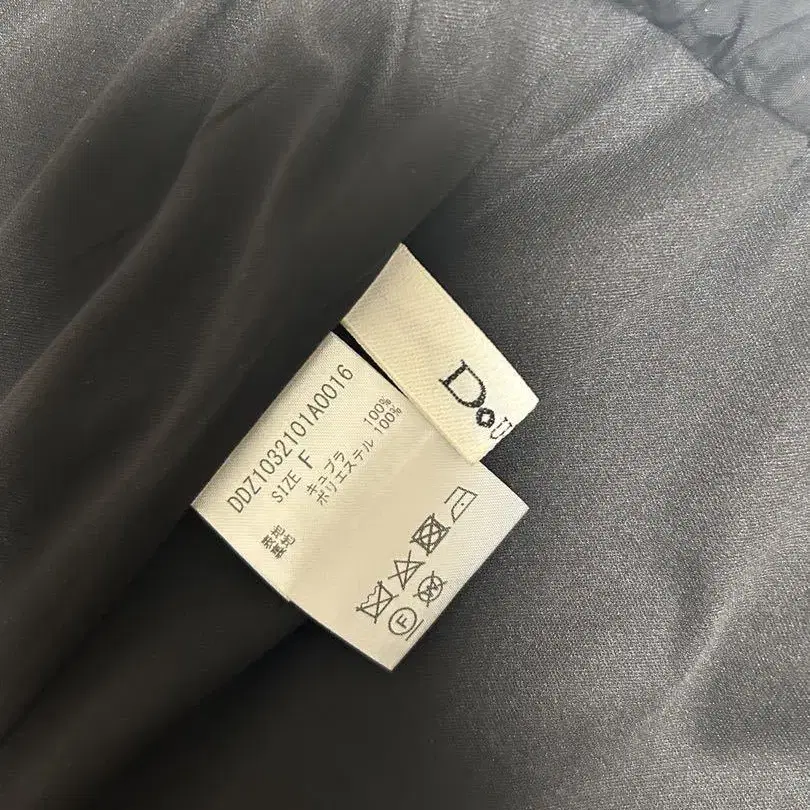 Dou
DDZ1032101A0016
SIZE F
表地 キュプラ 100%
裏地 ポリエステル 100%
F